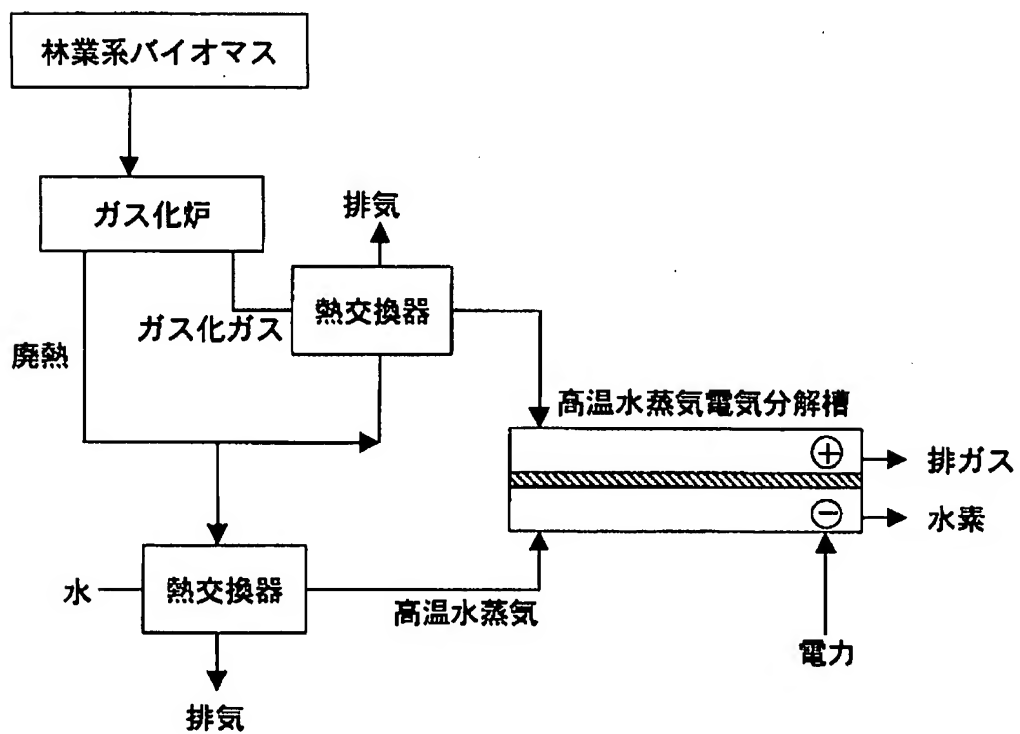 林業系バイオマス
ガス化炉
排気
熱交換器
ガス化ガス
廃熱
高温水蒸気電気分解槽
+
排ガス
−
水素
水
熱交換器
高温水蒸気
電力
排気